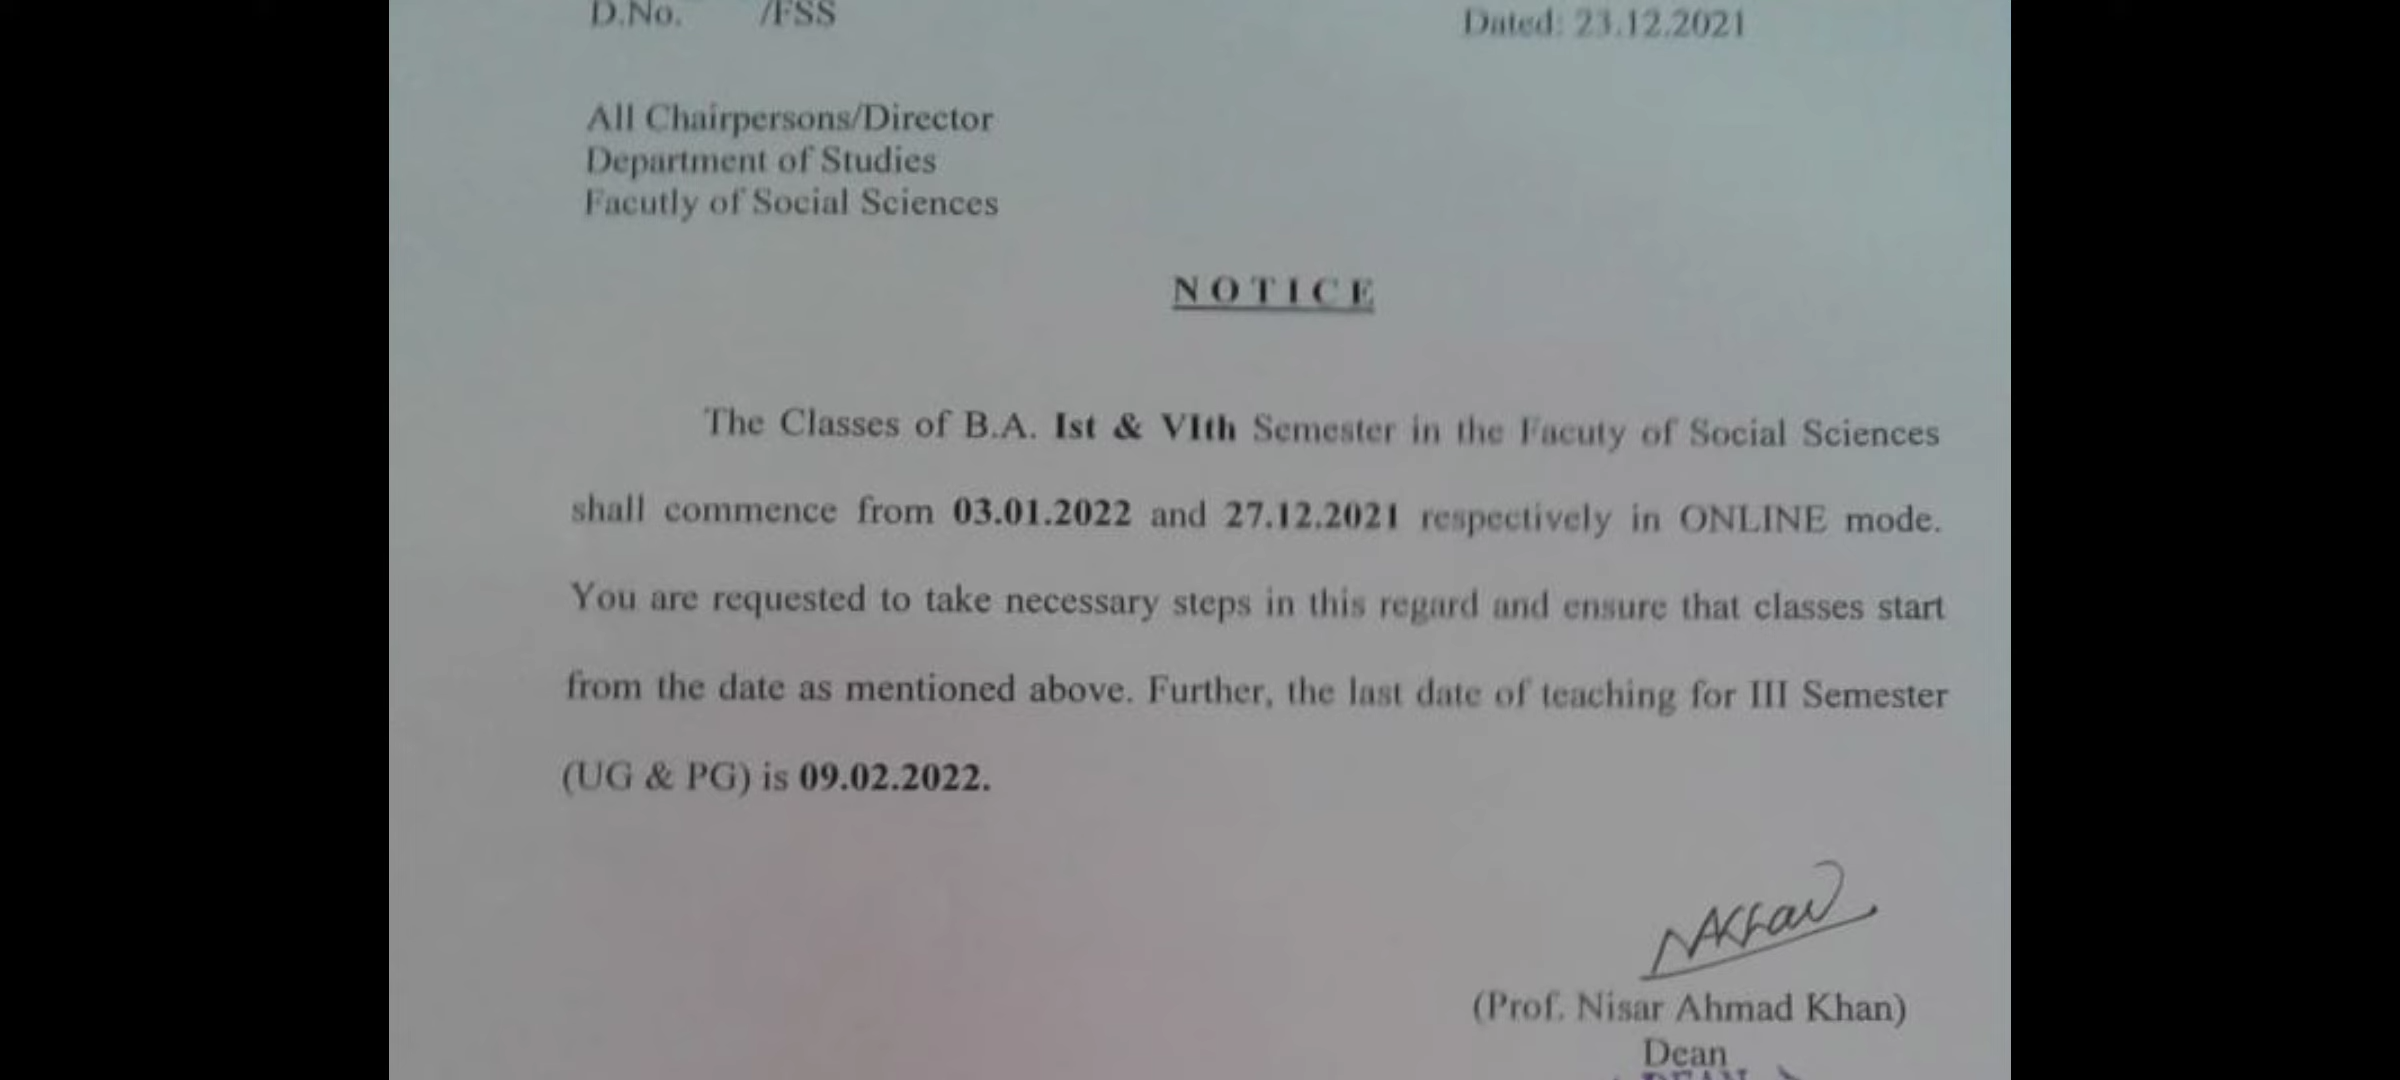 D.No. /FSS Dated: 23.12.2021
All Chairpersons/Director
Department of Studies
Facutly of Social Sciences
NOTICE
The Classes of B.A. Ist & VIth Semester in the Facuty of Social Sciences
shall commence from 03.01.2022 and 27.12.2021 respectively in ONLINE mode.
You are requested to take necessary steps in this regard and ensure that classes start
from the date as mentioned above. Further, the last date of teaching for III Semester
(UG & PG) is 09.02.2022.
NAKhan
(Prof. Nisar Ahmad Khan)
Dean